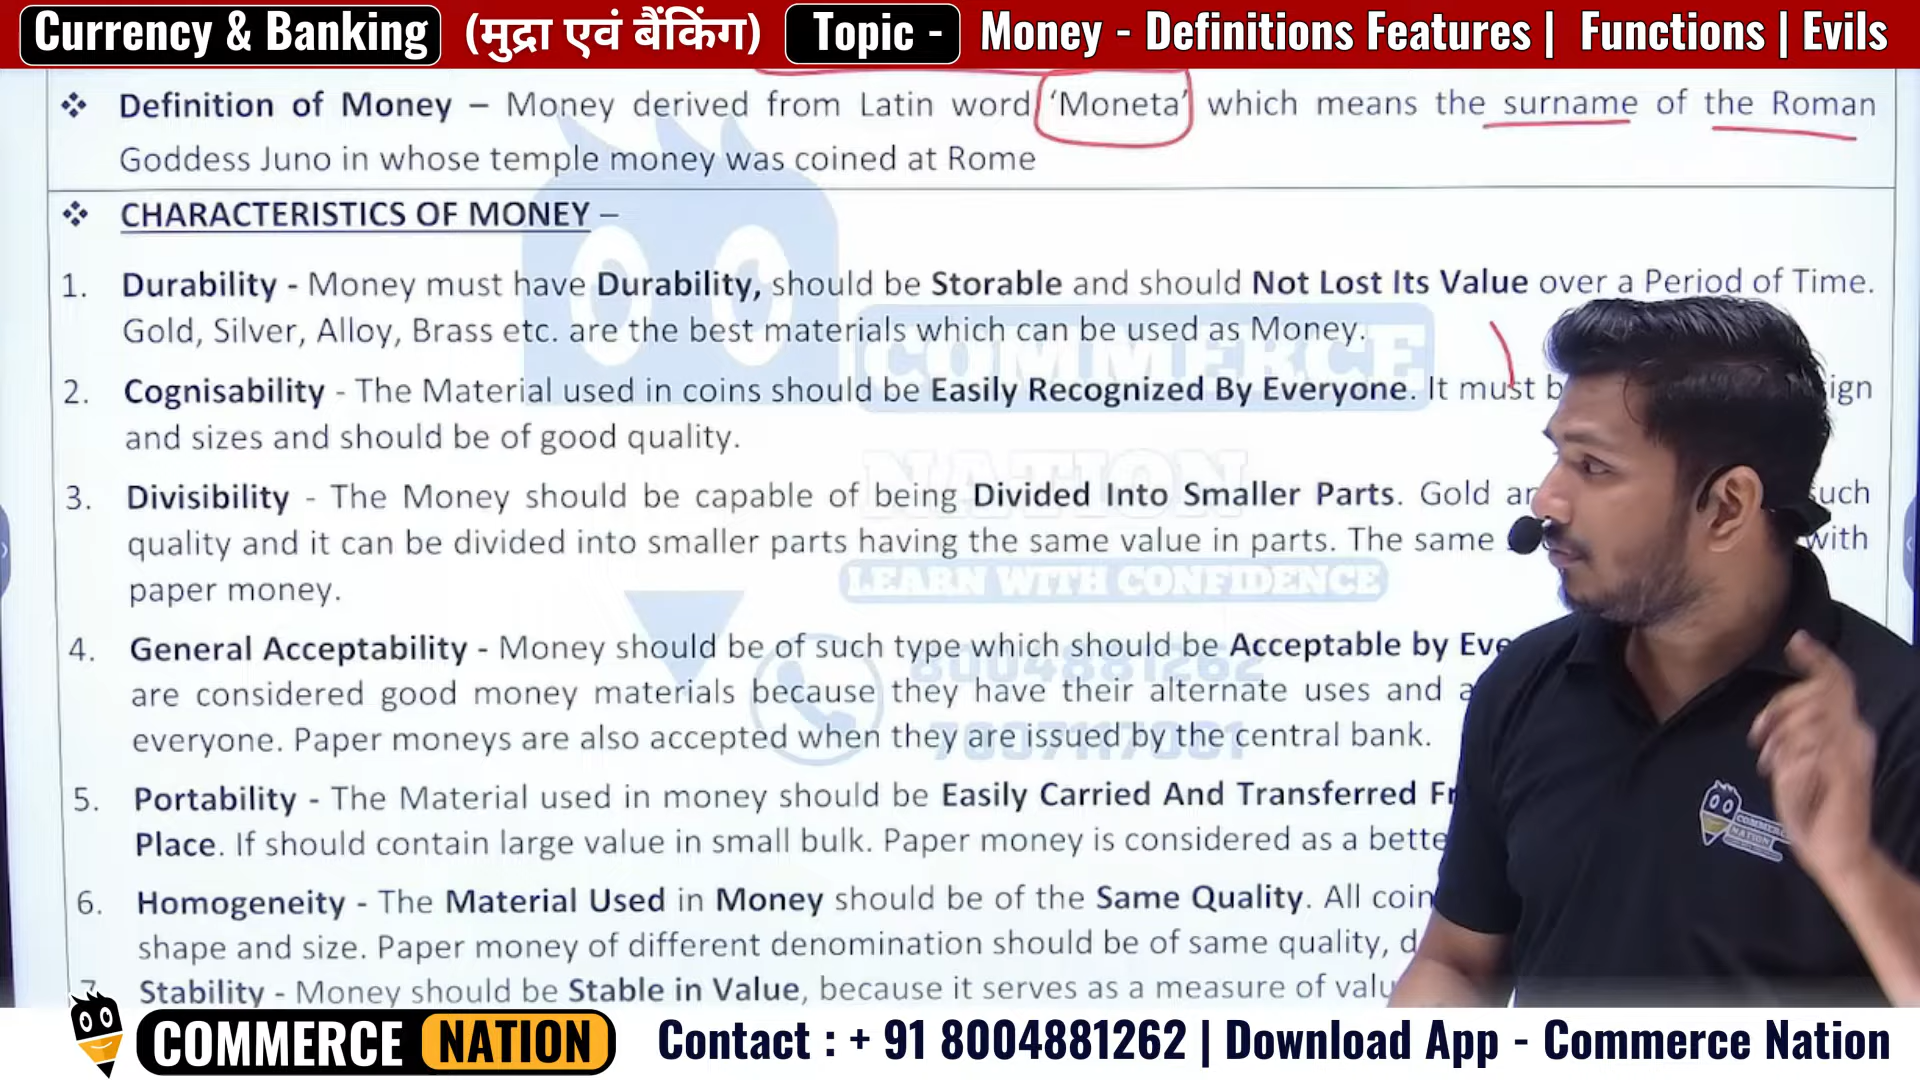 Currency & Banking (मुद्रा एवं बैंकिंग) Topic - Money - Definitions Features | Functions | Evils
❖ Definition of Money – Money derived from Latin word 'Moneta' which means the surname of the Roman
Goddess Juno in whose temple money was coined at Rome
❖ CHARACTERISTICS OF MONEY –
1. Durability - Money must have Durability, should be Storable and should Not Lost Its Value over a Period of Time.
Gold, Silver, Alloy, Brass etc. are the best materials which can be used as Money.
2. Cognisability - The Material used in coins should be Easily Recognized By Everyone. It must
and sizes and should be of good quality.
3. Divisibility - The Money should be capable of being Divided Into Smaller Parts. Gold
quality and it can be divided into smaller parts having the same value in parts. The same with
paper money.
4. General Acceptability - Money should be of such type which should be Acceptable by
are considered good money materials because they have their alternate uses and
everyone. Paper moneys are also accepted when they are issued by the central bank.
5. Portability - The Material used in money should be Easily Carried And Transferred
Place. If should contain large value in small bulk. Paper money is considered as a
6. Homogeneity - The Material Used in Money should be of the Same Quality. All
shape and size. Paper money of different denomination should be of same quality,
7. Stability - Money should be Stable in Value, because it serves as a measure of
COMMERCE
NATION
LEARN WITH CONFIDENCE
8004881262
COMMERCE
NATION
COMMERCE NATION Contact : + 91 8004881262 | Download App - Commerce Nation